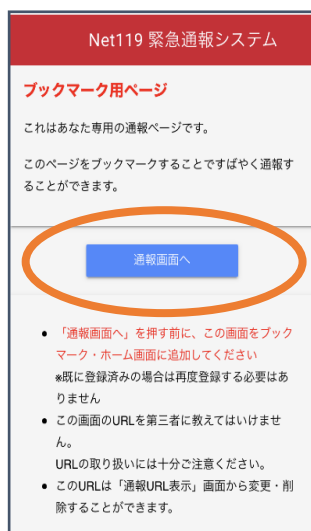 Net119 緊急通報システム
ブックマーク用ページ
これはあなた専用の通報ページです。
このページをブックマークすることですばやく通報す
ることができます。
通報画面へ
● 「通報画面へ」を押す前に、この画面をブック
マーク・ホーム画面に追加してください
※既に登録済みの場合は再度登録する必要はあ
りません
● この画面のURLを第三者に教えてはいけませ
ん。
URLの取り扱いには十分ご注意ください。
● このURLは「通報URL表示」画面から変更・削
除することができます。